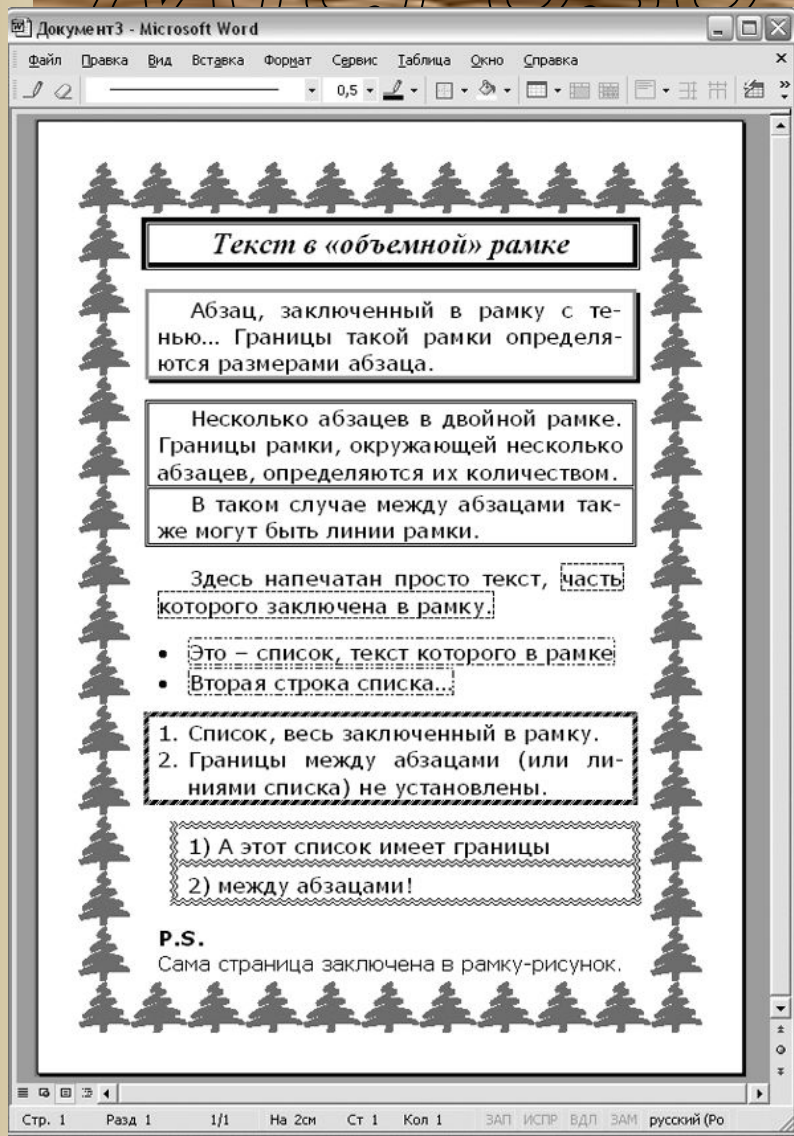 Документ3 - Microsoft Word
Файл Правка Вид Вставка Формат Сервис Таблица Окно Справка
0,5
Текст в «объемной» рамке
Абзац, заключенный в рамку с те-
нью... Границы такой рамки определя-
ются размерами абзаца.
Несколько абзацев в двойной рамке.
Границы рамки, окружающей несколько
абзацев, определяются их количеством.
В таком случае между абзацами так-
же могут быть линии рамки.
Здесь напечатан просто текст, часть
которого заключена в рамку.
• Это – список, текст которого в рамке
• Вторая строка списка...
1. Список, весь заключенный в рамку.
2. Границы между абзацами (или ли-
ниями списка) не установлены.
1) А этот список имеет границы
2) между абзацами!
P.S.
Сама страница заключена в рамку-рисунок.
Стр. 1 Разд 1 1/1 На 2см Ст 1 Кол 1 ЗАП ИСПР ВДЛ ЗАМ русский (Ро